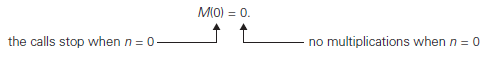 M(0) = 0.
the calls stop when n = 0
no multiplications when n = 0